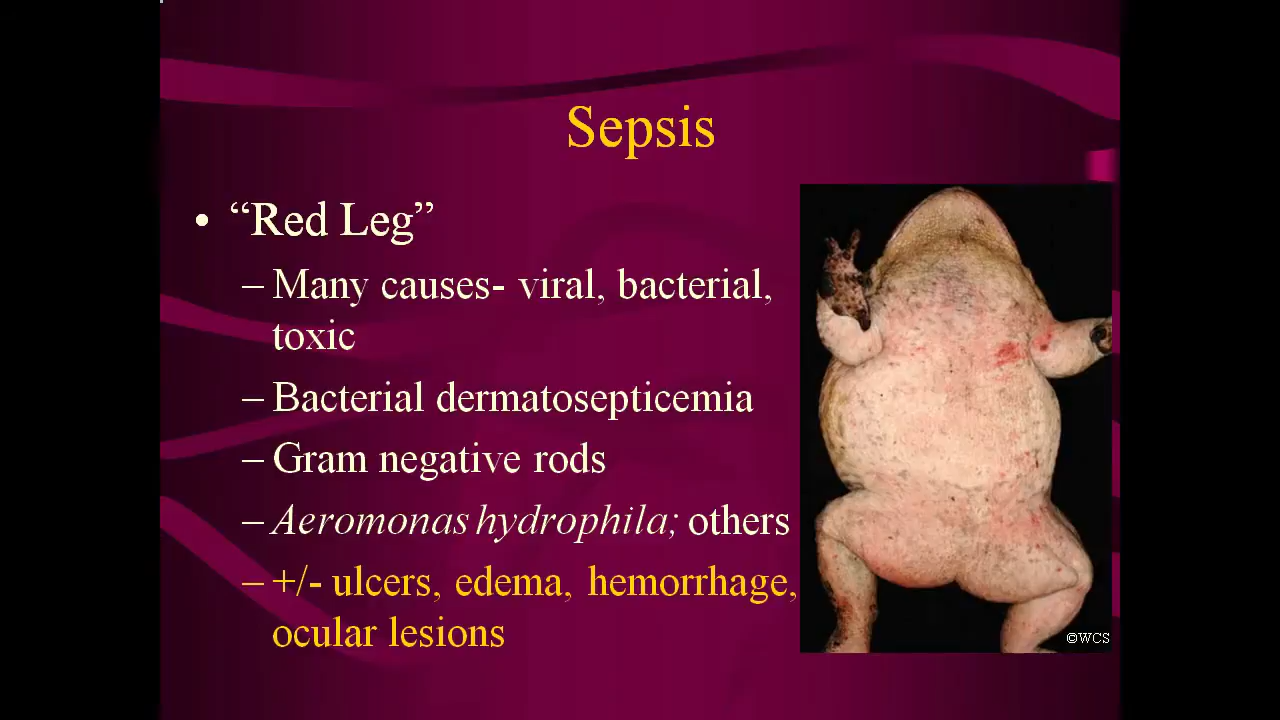 Sepsis
• “Red Leg”
– Many causes- viral, bacterial,
toxic
– Bacterial dermatosepticemia
– Gram negative rods
– Aeromonas hydrophila; others
– +/- ulcers, edema, hemorrhage,
ocular lesions
©WCS